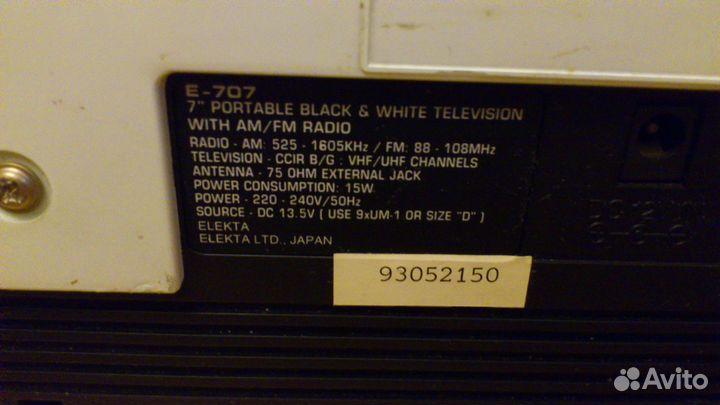 E-707
7" PORTABLE BLACK & WHITE TELEVISION
WITH AM/FM RADIO
RADIO - AM: 525 - 1605KHz / FM: 88 - 108MHz
TELEVISION - CCIR B/G : VHF/UHF CHANNELS
ANTENNA - 75 OHM EXTERNAL JACK
POWER CONSUMPTION: 15W
POWER - 220 - 240V/50Hz
SOURCE - DC 13.5V ( USE 9xUM-1 OR SIZE "D" )
ELEKTA
ELEKTA LTD., JAPAN
93052150
Avito